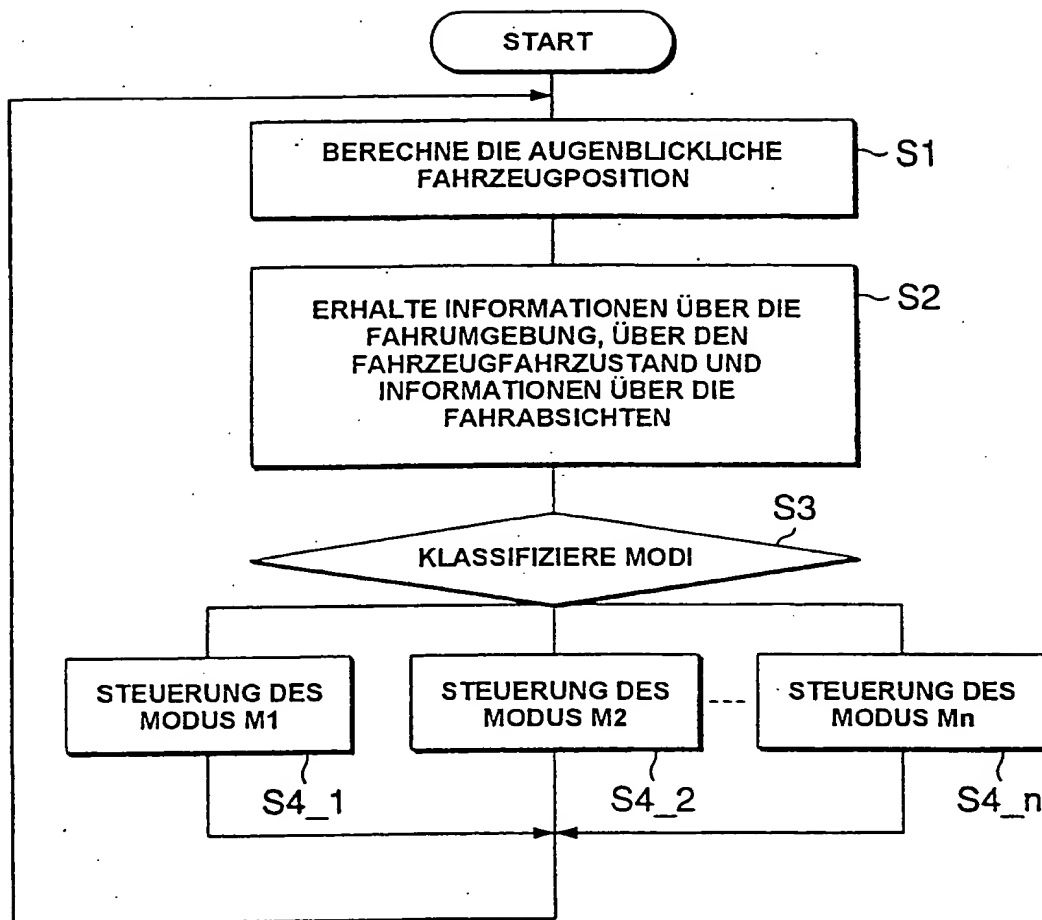 START
BERECHNE DIE AUGENBLICKLICHE
FAHRZEUGPOSITION
S1
ERHALTE INFORMATIONEN ÜBER DIE
FAHRUMGEBUNG, ÜBER DEN
FAHRZEUGFAHRZUSTAND UND
INFORMATIONEN ÜBER DIE
FAHRABSICHTEN
S2
S3
KLASSIFIZIERE MODI
STEUERUNG DES
MODUS M1
STEUERUNG DES
MODUS M2
STEUERUNG DES
MODUS Mn
S4_1
S4_2
S4_n